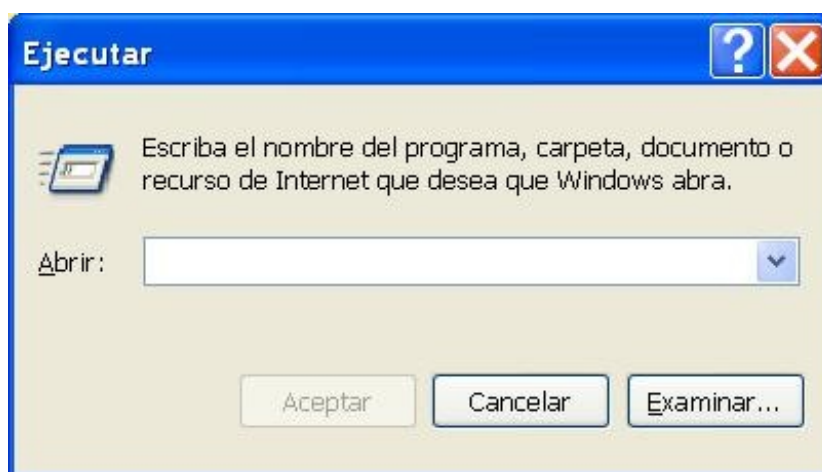 Ejecutar
Escriba el nombre del programa, carpeta, documento o
recurso de Internet que desea que Windows abra.
Abrir:
Aceptar Cancelar Examinar...